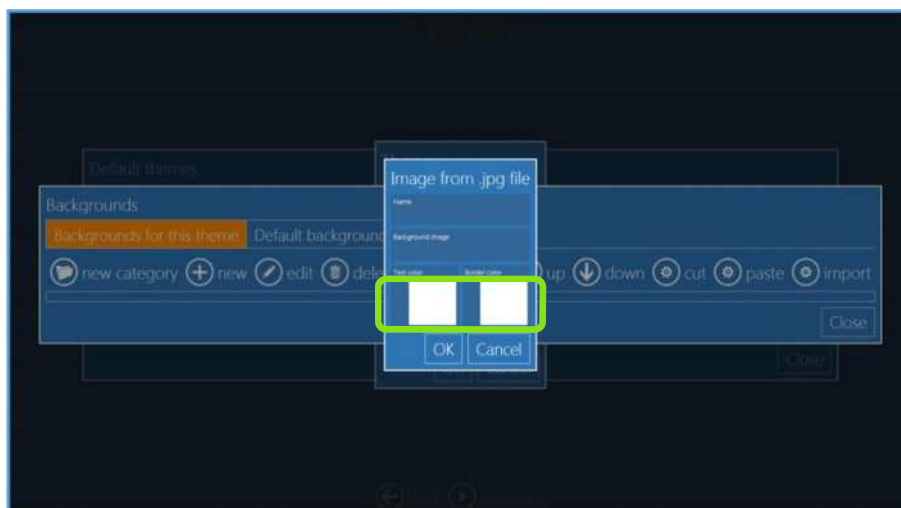 Default themes
Image from .jpg file
Backgrounds
Name
Backgrounds for this theme Default background
Background image
new category new edit dele up down cut paste import
Text color Border color
Close
OK Cancel
Close